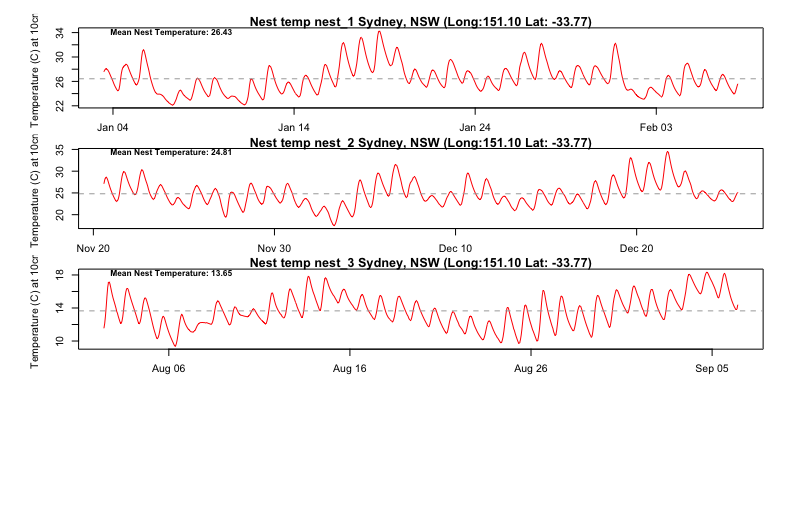 Nest temp nest_1 Sydney, NSW (Long:151.10 Lat: -33.77)
Mean Nest Temperature: 26.43
Temperature (C) at 10cr
34
30
26
22
Jan 04
Jan 14
Jan 24
Feb 03
Nest temp nest_2 Sydney, NSW (Long:151.10 Lat: -33.77)
Mean Nest Temperature: 24.81
Temperature (C) at 10cr
35
30
25
20
Nov 20
Nov 30
Dec 10
Dec 20
Nest temp nest_3 Sydney, NSW (Long:151.10 Lat: -33.77)
Mean Nest Temperature: 13.65
Temperature (C) at 10cr
18
14
10
Aug 06
Aug 16
Aug 26
Sep 05